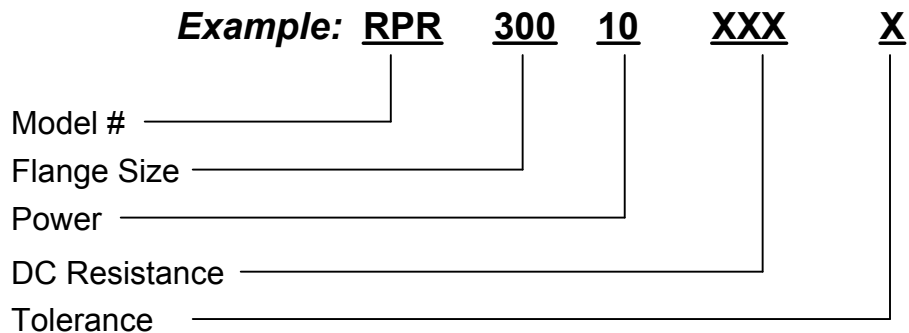 Example: RPR 300 10 XXX X
Model #
Flange Size
Power
DC Resistance
Tolerance